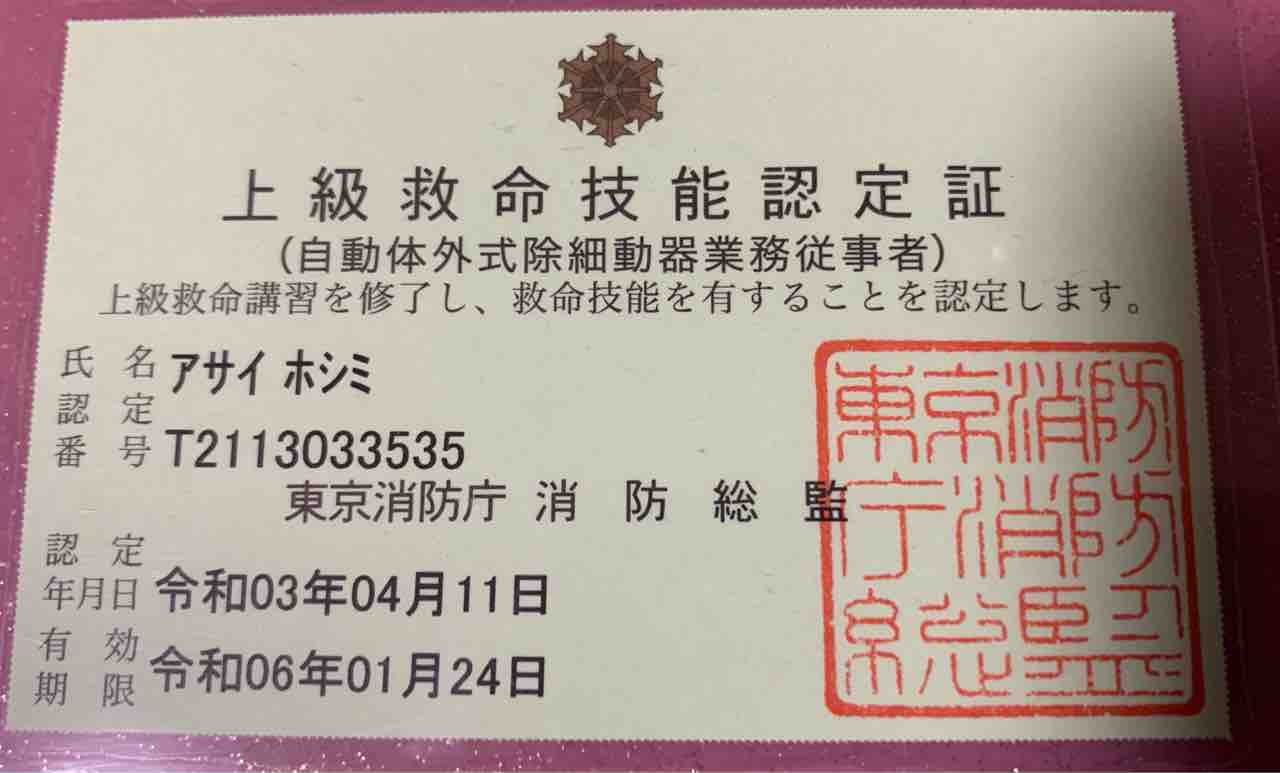 上級救命技能認定証
(自動体外式除細動器業務従事者)
上級救命講習を修了し、救命技能を有することを認定します。
氏名 アサイ ホシミ
認定番号 T2113033535
東京消防庁 消防総監
認定年月日 令和03年04月11日
有効期限 令和06年01月24日
東京消防
庁消防
総監